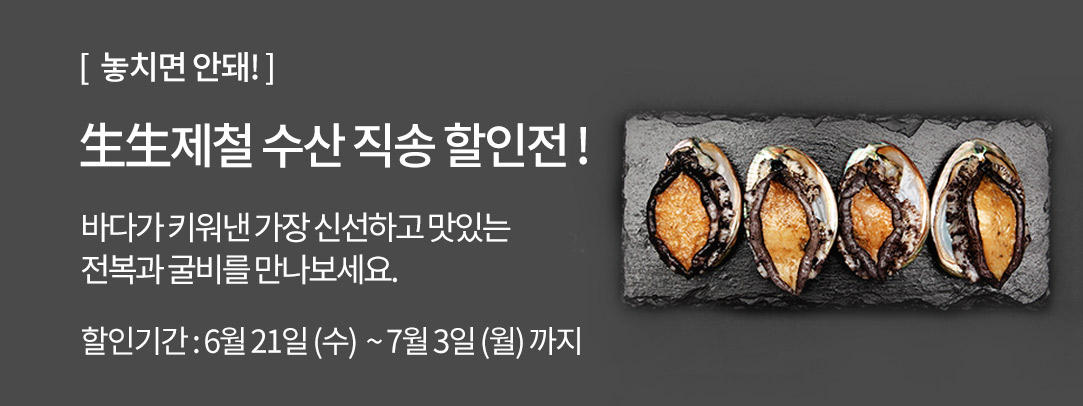 [ 놓치면 안돼! ]
生生제철 수산 직송 할인전 !
바다가 키워낸 가장 신선하고 맛있는
전복과 굴비를 만나보세요.
할인기간 : 6월 21일 (수) ~ 7월 3일 (월) 까지